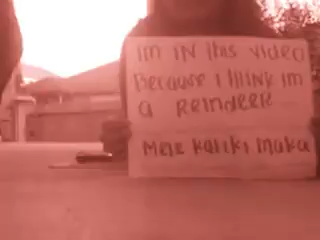 Im IN this video
Because I think im
a Reindeer
Mele Kaliki Maka